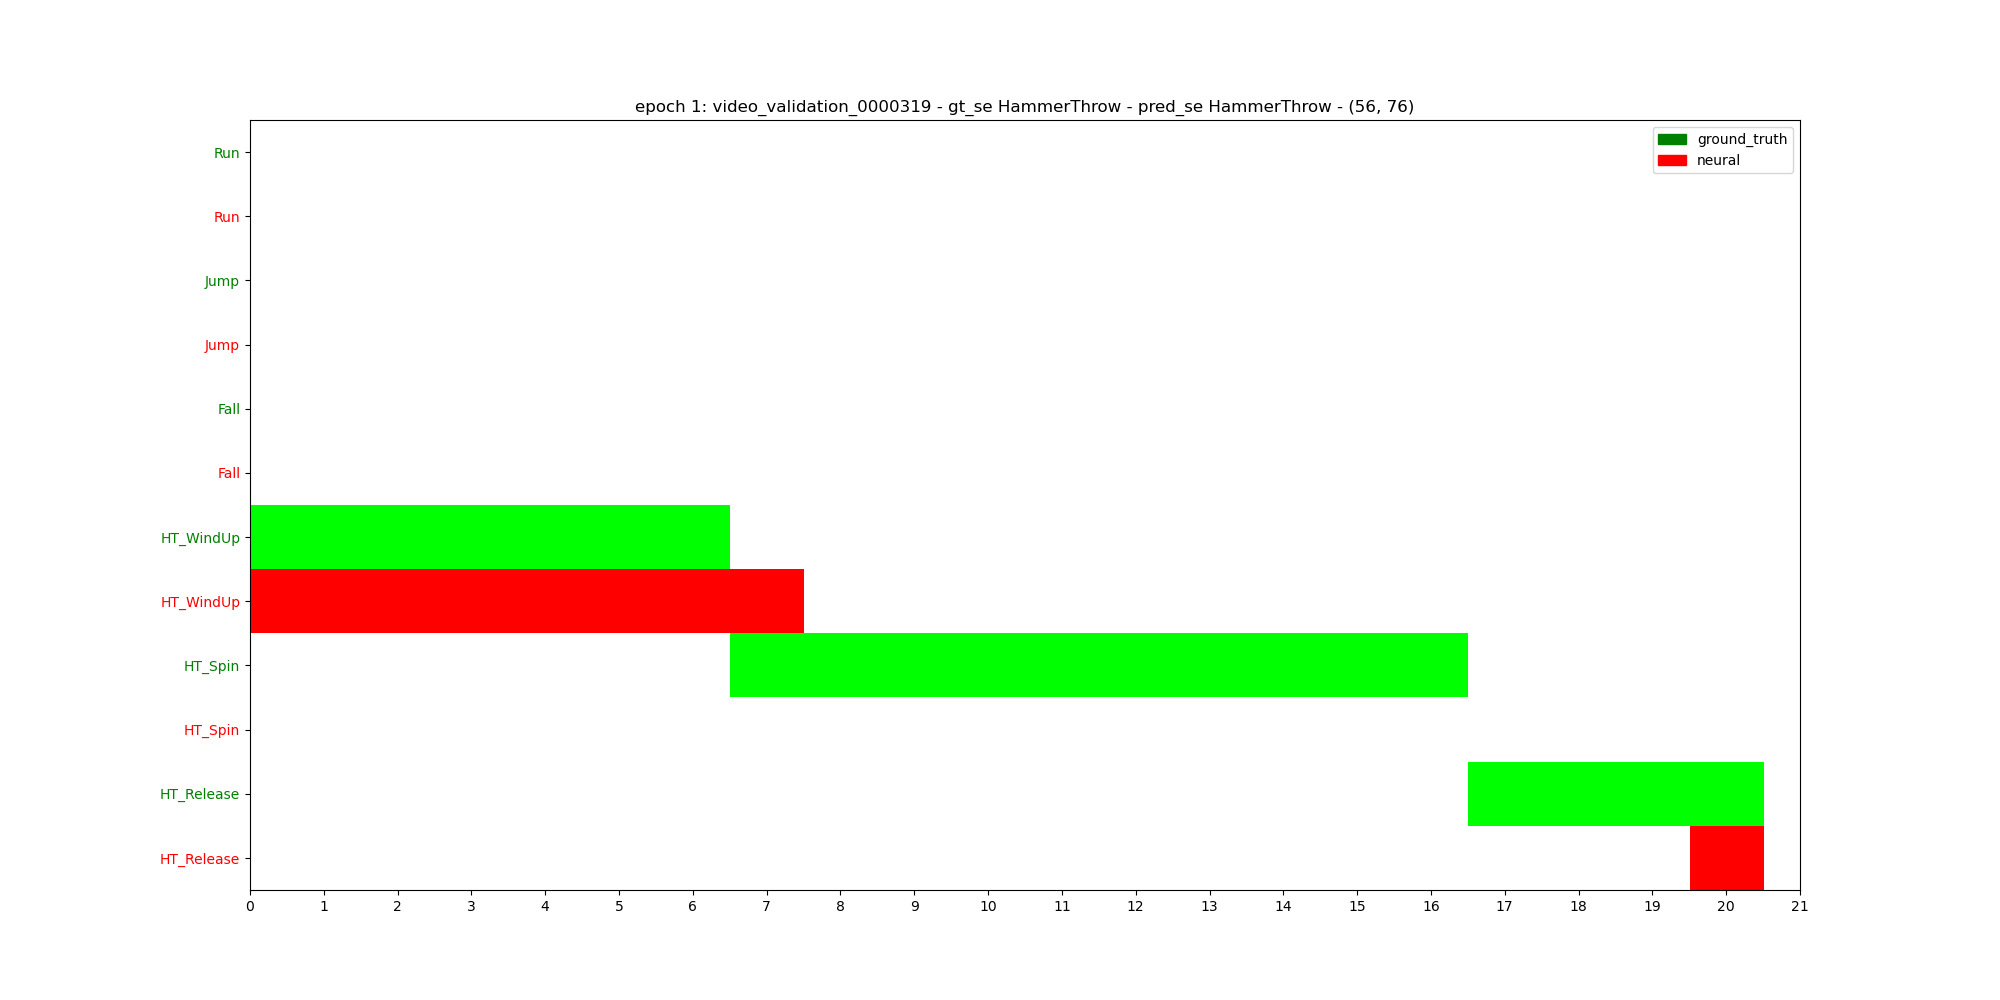 epoch 1: video_validation_0000319 - gt_se HammerThrow - pred_se HammerThrow - (56, 76)
ground_truth
neural
Run
Run
Jump
Jump
Fall
Fall
HT_WindUp
HT_WindUp
HT_Spin
HT_Spin
HT_Release
HT_Release
0 1 2 3 4 5 6 7 8 9 10 11 12 13 14 15 16 17 18 19 20 21